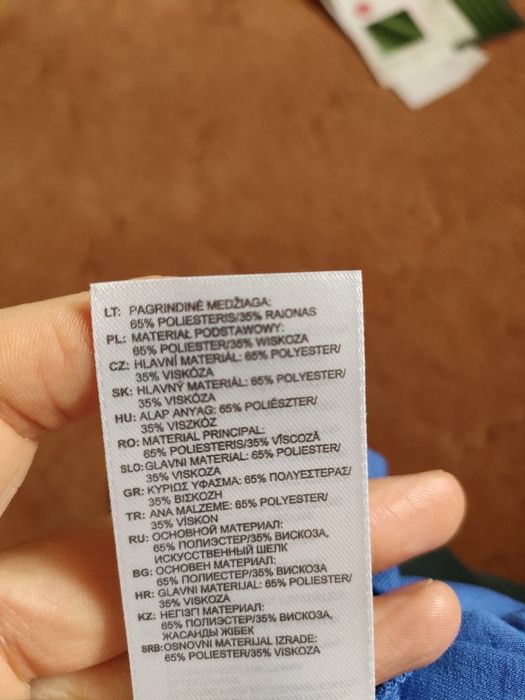 LT: PAGRINDINĖ MEDŽIAGA:
65% POLIESTERIS/35% RAIONAS
PL: MATERIAŁ PODSTAWOWY:
65% POLIESTER/35% WISKOZA
CZ: HLAVNÍ MATERIÁL: 65% POLYESTER/
35% VISKÓZA
SK: HLAVNÝ MATERIÁL: 65% POLYESTER/
35% VISKÓZA
HU: ALAP ANYAG: 65% POLIÉSZTER/
35% VISZKÓZ
RO: MATERIAL PRINCIPAL:
65% POLIESTERIS/35% VÎSCOZĂ
SLO: GLAVNI MATERIAL: 65% POLIESTER/
35% VISKOZA
GR: ΚΥΡΙΩΣ ΥΦΑΣΜΑ: 65% ΠΟΛΥΕΣΤΕΡΑΣ/
35% ΒΙΣΚΟΖΗ
TR: ANA MALZEME: 65% POLYESTER/
35% VİSKON
RU: ОСНОВНОЙ МАТЕРИАЛ:
65% ПОЛИЭСТЕР/35% ВИСКОЗА,
ИСКУССТВЕННЫЙ ШЕЛК
BG: ОСНОВЕН МАТЕРИАЛ:
65% ПОЛИЕСТЕР/35% ВИСКОЗА
HR: GLAVNI MATERIJAL: 65% POLIESTER/
35% VISKOZA
KZ: НЕГІЗГІ МАТЕРИАЛ:
65% ПОЛИЭСТЕР/35% ВИСКОЗА,
ЖАСАНДЫ ЖІБЕК
SRB: OSNOVNI MATERIJAL IZRADE:
65% POLIESTER/35% VISKOZA